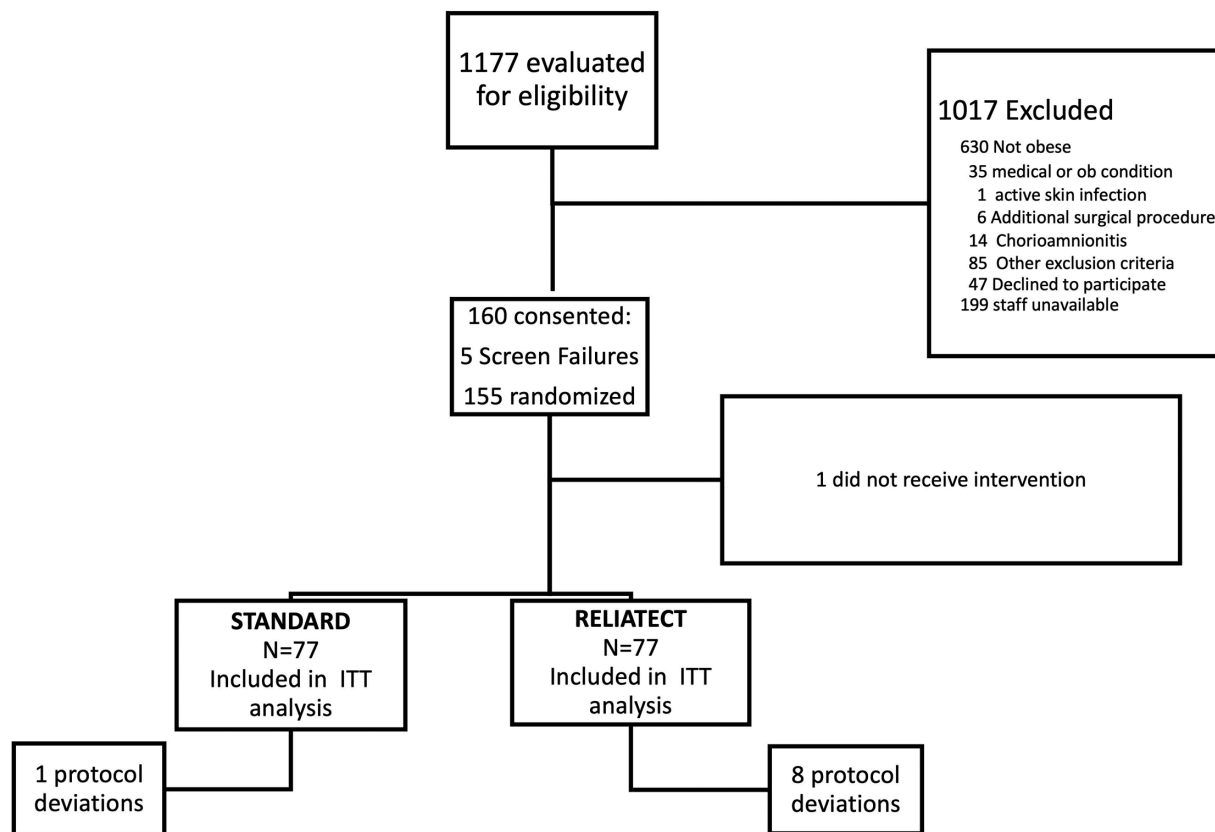 1177 evaluated
for eligibility
1017 Excluded
630 Not obese
35 medical or ob condition
1 active skin infection
6 Additional surgical procedure
14 Chorioamnionitis
85 Other exclusion criteria
47 Declined to participate
199 staff unavailable
160 consented:
5 Screen Failures
155 randomized
1 did not receive intervention
STANDARD
N=77
Included in ITT
analysis
RELIATECT
N=77
Included in ITT
analysis
1 protocol
deviations
8 protocol
deviations